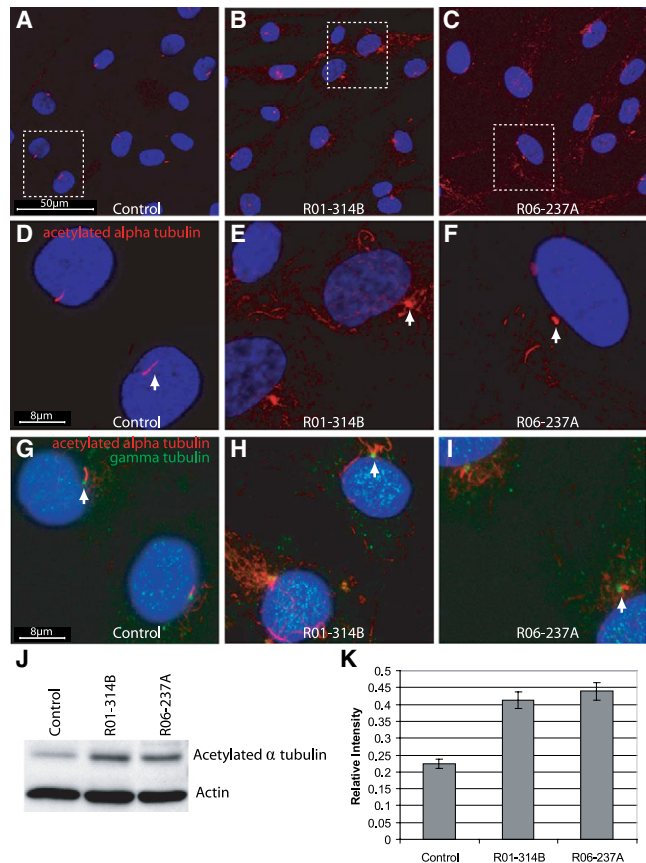 A
B
C
50µm
Control
R01-314B
R06-237A
D
acetylated alpha tubulin
E
F
8µm
Control
R01-314B
R06-237A
G
acetylated alpha tubulin
gamma tubulin
H
I
8µm
Control
R01-314B
R06-237A
J
Control
R01-314B
R06-237A
Acetylated α tubulin
Actin
K
Relative Intensity
0.5
0.45
0.4
0.35
0.3
0.25
0.2
0.15
0.1
0.05
0
Control
R01-314B
R06-237A